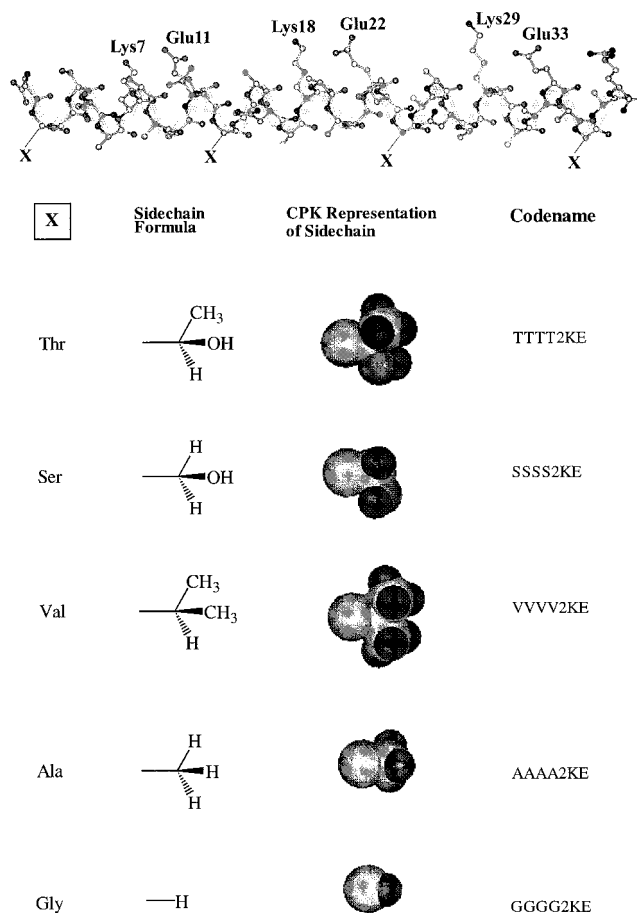 Lys7 Glu11 Lys18 Glu22 Lys29 Glu33
X X X X
X Sidechain Formula CPK Representation of Sidechain Codename
Thr CH3 OH H TTTT2KE
Ser H OH H SSSS2KE
Val CH3 CH3 H VVVV2KE
Ala H H H AAAA2KE
Gly H GGGG2KE